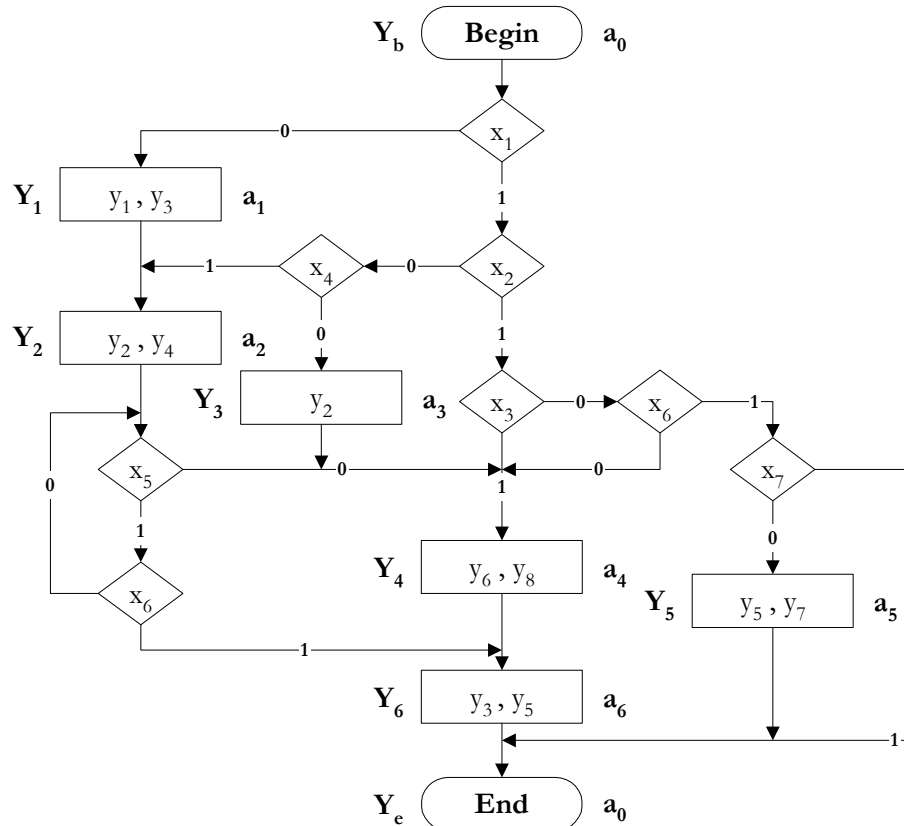 Y_b Begin a_0
x_1
0
1
Y_1 y_1 , y_3 a_1
x_4
1
0
x_2
0
1
Y_2 y_2 , y_4 a_2
Y_3 y_2 a_3
x_3
0
x_6
1
x_5
0
1
0
x_7
0
1
0
x_6
Y_4 y_6 , y_8 a_4
Y_5 y_5 , y_7 a_5
1
Y_6 y_3 , y_5 a_6
1
Y_e End a_0